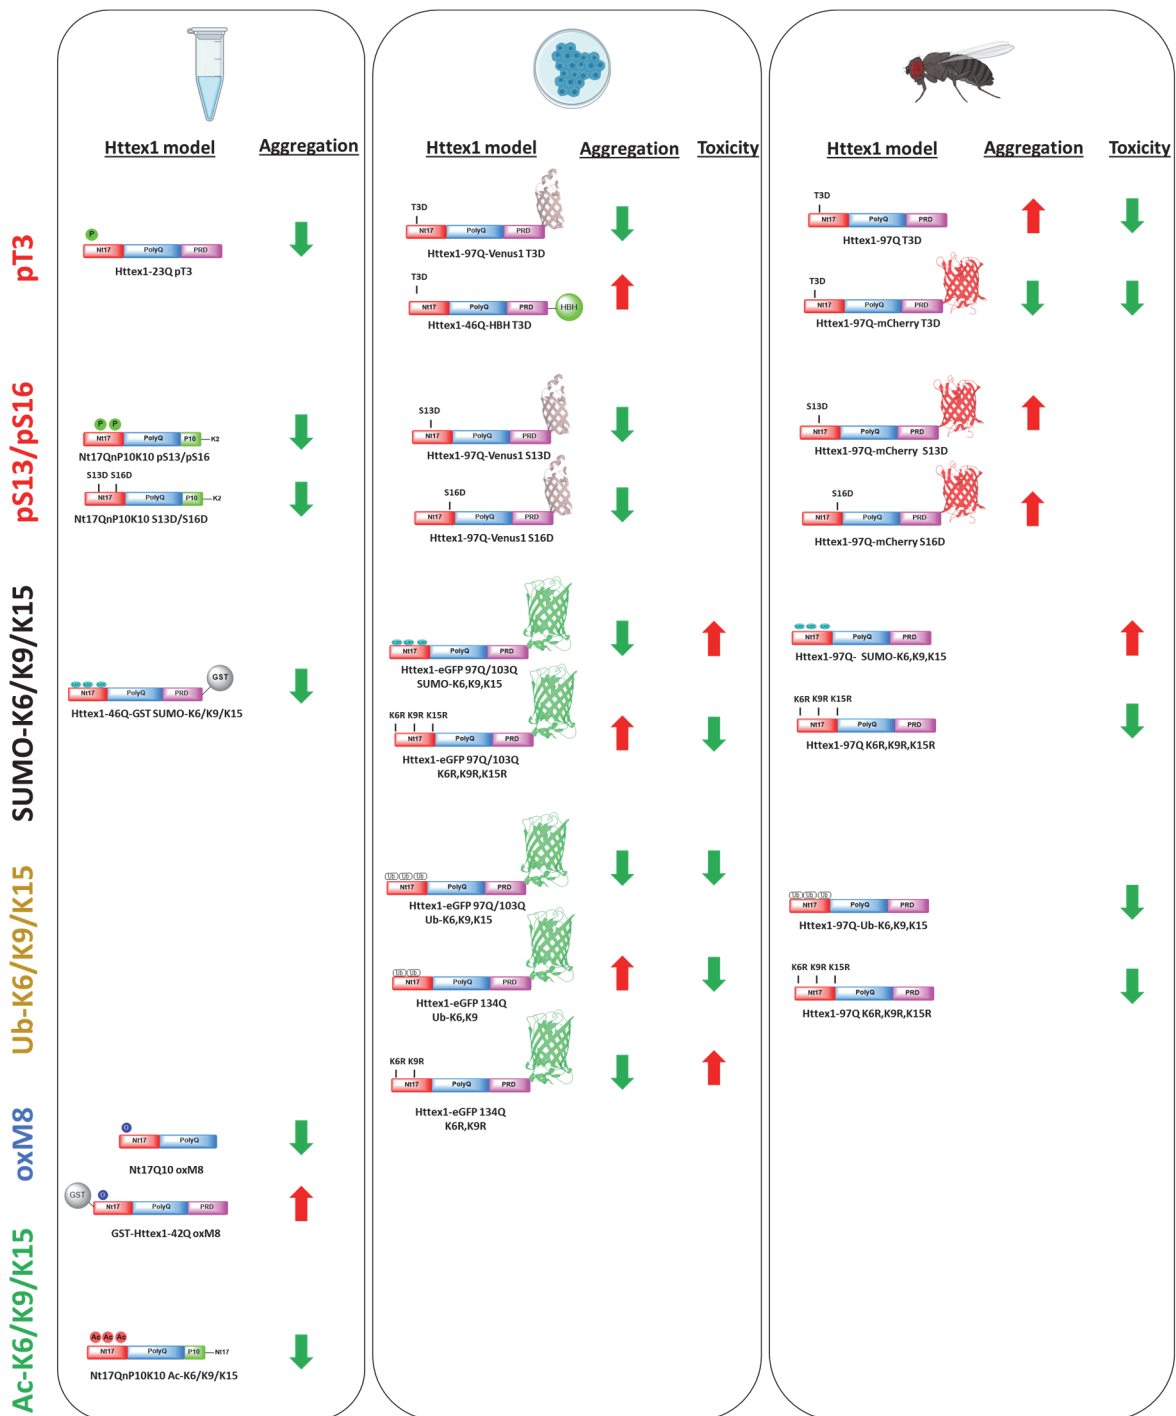 Httex1 model Aggregation
Httex1 model Aggregation Toxicity
Httex1 model Aggregation Toxicity
pT3
P
Nt17 PolyQ PRD
Httex1-23Q pT3
T3D
Nt17 PolyQ PRD
Httex1-97Q-Venus1 T3D
T3D
Nt17 PolyQ PRD HBH
Httex1-46Q-HBH T3D
T3D
Nt17 PolyQ PRD
Httex1-97Q T3D
T3D
Nt17 PolyQ PRD
Httex1-97Q-mCherry T3D
pS13/pS16
P P
Nt17 PolyQ P10 K2
Nt17QnP10K10 pS13/pS16
S13D S16D
Nt17 PolyQ P10 K2
Nt17QnP10K10 S13D/S16D
S13D
Nt17 PolyQ PRD
Httex1-97Q-Venus1 S13D
S16D
Nt17 PolyQ PRD
Httex1-97Q-Venus1 S16D
S13D
Nt17 PolyQ PRD
Httex1-97Q-mCherry S13D
S16D
Nt17 PolyQ PRD
Httex1-97Q-mCherry S16D
SUMO-K6/K9/K15
GST
Nt17 PolyQ PRD
Httex1-46Q-GST SUMO-K6/K9/K15
Nt17 PolyQ PRD
Httex1-eGFP 97Q/103Q
SUMO-K6,K9,K15
K6R K9R K15R
Nt17 PolyQ PRD
Httex1-eGFP 97Q/103Q
K6R,K9R,K15R
Nt17 PolyQ PRD
Httex1-97Q- SUMO-K6,K9,K15
K6R K9R K15R
Nt17 PolyQ PRD
Httex1-97Q K6R,K9R,K15R
Ub-K6/K9/K15
Ub Ub Ub
Nt17 PolyQ PRD
Httex1-eGFP 97Q/103Q
Ub-K6,K9,K15
Ub Ub
Nt17 PolyQ PRD
Httex1-eGFP 134Q
Ub-K6,K9
K6R K9R
Nt17 PolyQ PRD
Httex1-eGFP 134Q
K6R,K9R
Ub Ub Ub
Nt17 PolyQ PRD
Httex1-97Q-Ub-K6,K9,K15
K6R K9R K15R
Nt17 PolyQ PRD
Httex1-97Q K6R,K9R,K15R
oxM8
O
Nt17 PolyQ
Nt17Q10 oxM8
GST O
Nt17 PolyQ PRD
GST-Httex1-42Q oxM8
Ac-K6/K9/K15
Ac Ac Ac
Nt17 PolyQ P10 Nt17
Nt17QnP10K10 Ac-K6/K9/K15